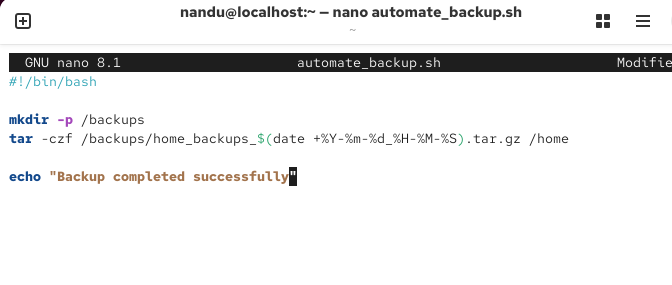 nandu@localhost:~ — nano automate_backup.sh
~
GNU nano 8.1 automate_backup.sh Modifie
#!/bin/bash
mkdir -p /backups
tar -czf /backups/home_backups_$(date +%Y-%m-%d_%H-%M-%S).tar.gz /home
echo "Backup completed successfully"